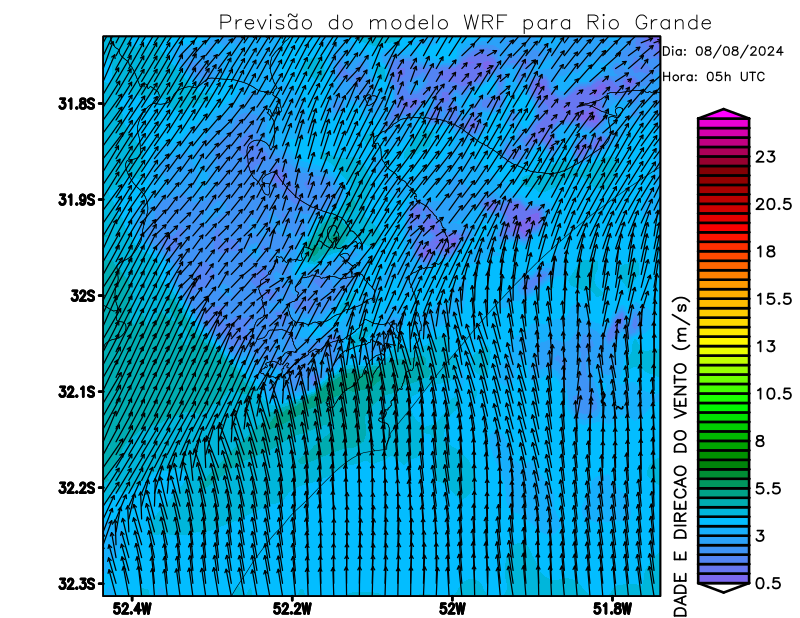 Previsão do modelo WRF para Rio Grande
Dia: 08/08/2024
Hora: 05h UTC
31.8S
31.9S
32S
32.1S
32.2S
32.3S
52.4W
52.2W
52W
51.8W
DADE E DIRECAO DO VENTO (m/s)
23
20.5
18
15.5
13
10.5
8
5.5
3
0.5